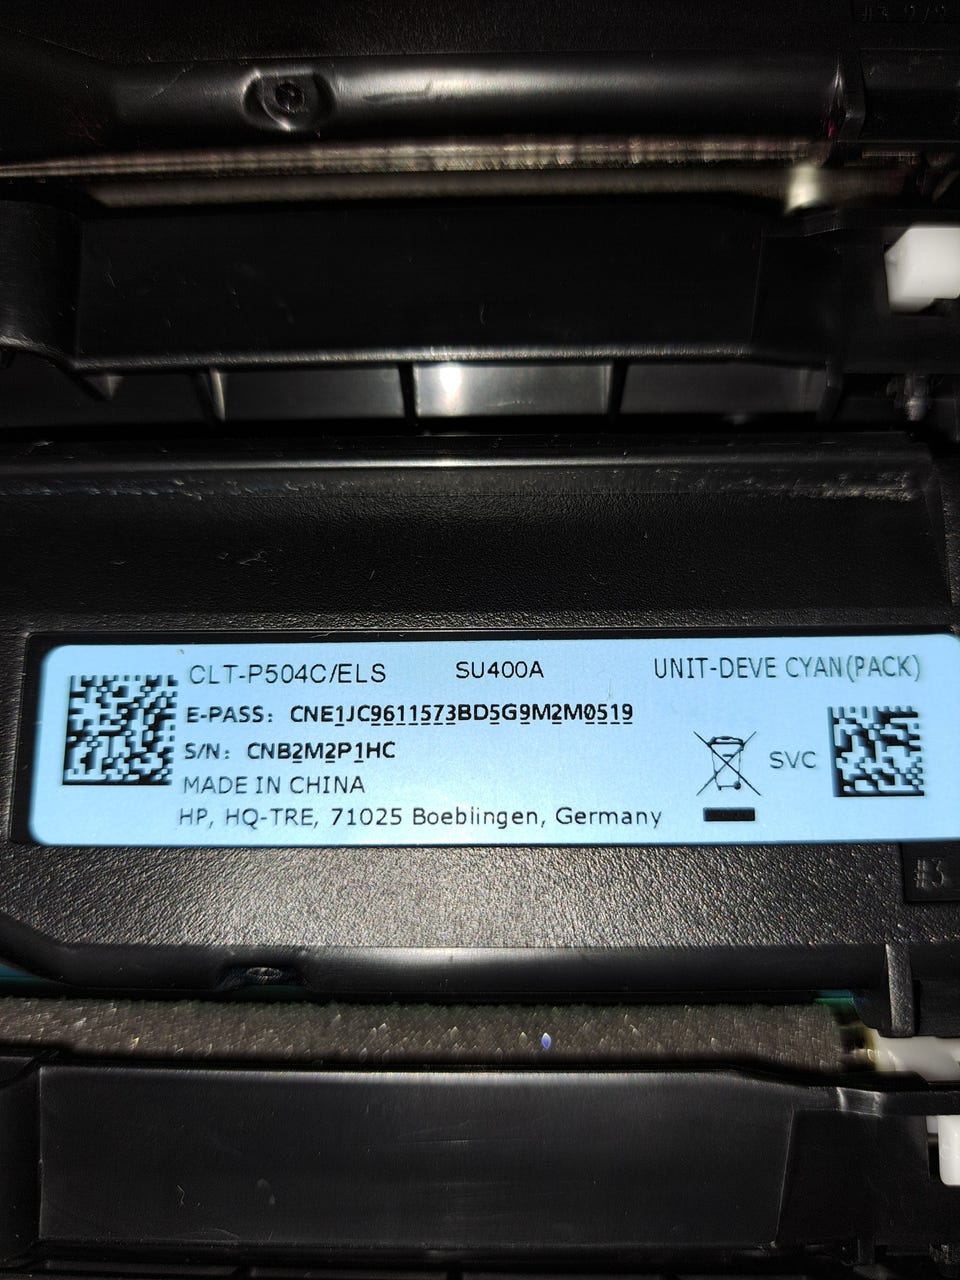 CLT-P504C/ELS SU400A UNIT-DEVE CYAN(PACK)
E-PASS: CNE1JC9611573BD5G9M2M0519
S/N: CNB2M2P1HC
MADE IN CHINA
HP, HQ-TRE, 71025 Boeblingen, Germany
SVC
#3